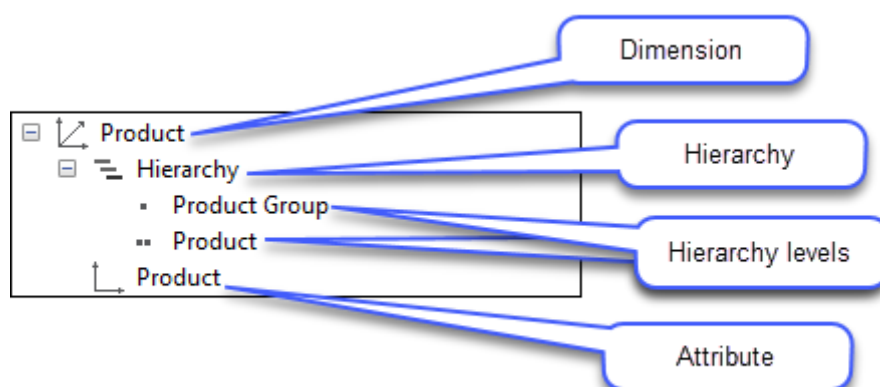 Dimension
Product
Hierarchy
Hierarchy
Product Group
Product
Hierarchy levels
Product
Attribute